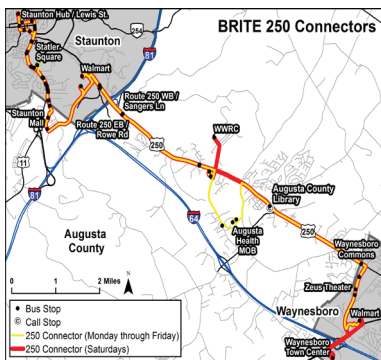 BRITE 250 Connectors
Staunton Hub / Lewis St.
254
Staunton
81
Statler
Square
Walmart
Route 250 WB /
Sangers Ln
Staunton
Mall
Route 250 EB /
Rowe Rd
WWRC
250
11
81
64
Augusta County
Library
Augusta
County
Augusta
Health
MOB
250
Waynesboro
Commons
0 1 2 Miles
N
Zeus Theater
Waynesboro
Walmart
Waynesboro
Town Center
Bus Stop
© Call Stop
250 Connector (Monday through Friday)
250 Connector (Saturdays)